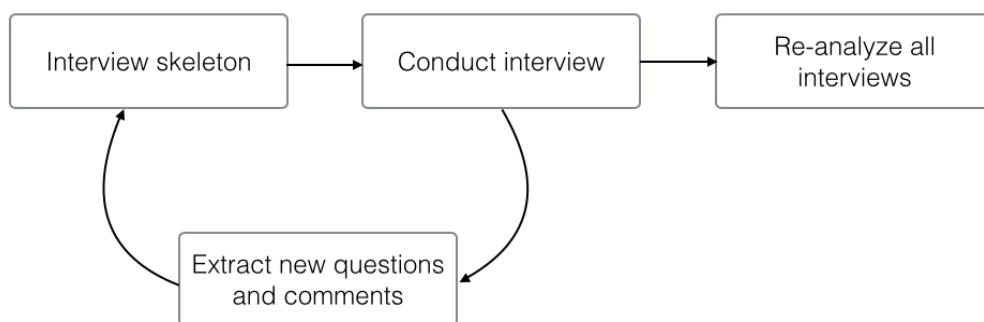 Interview skeleton
Conduct interview
Re-analyze all
interviews
Extract new questions
and comments